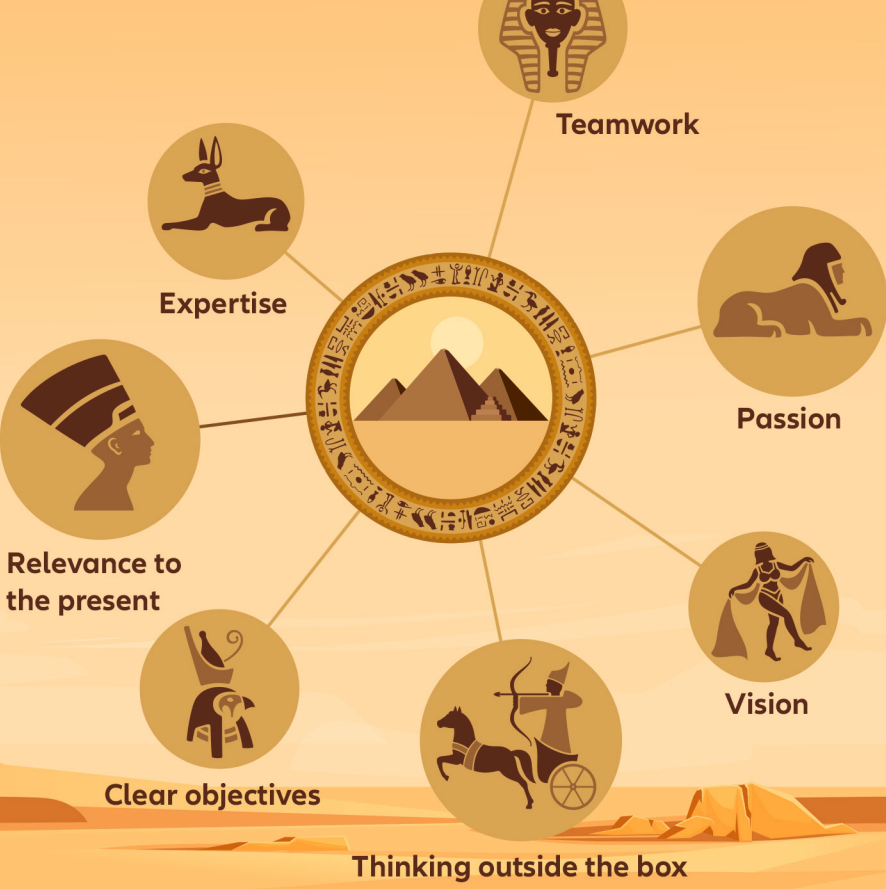 Teamwork
Expertise
Passion
Relevance to
the present
Vision
Clear objectives
Thinking outside the box